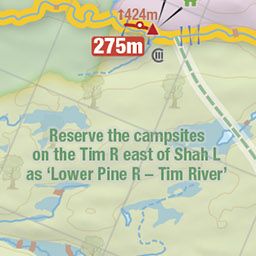 ↑424m
275m
Reserve the campsites
on the Tim R east of Shah L
as ‘Lower Pine R – Tim River’